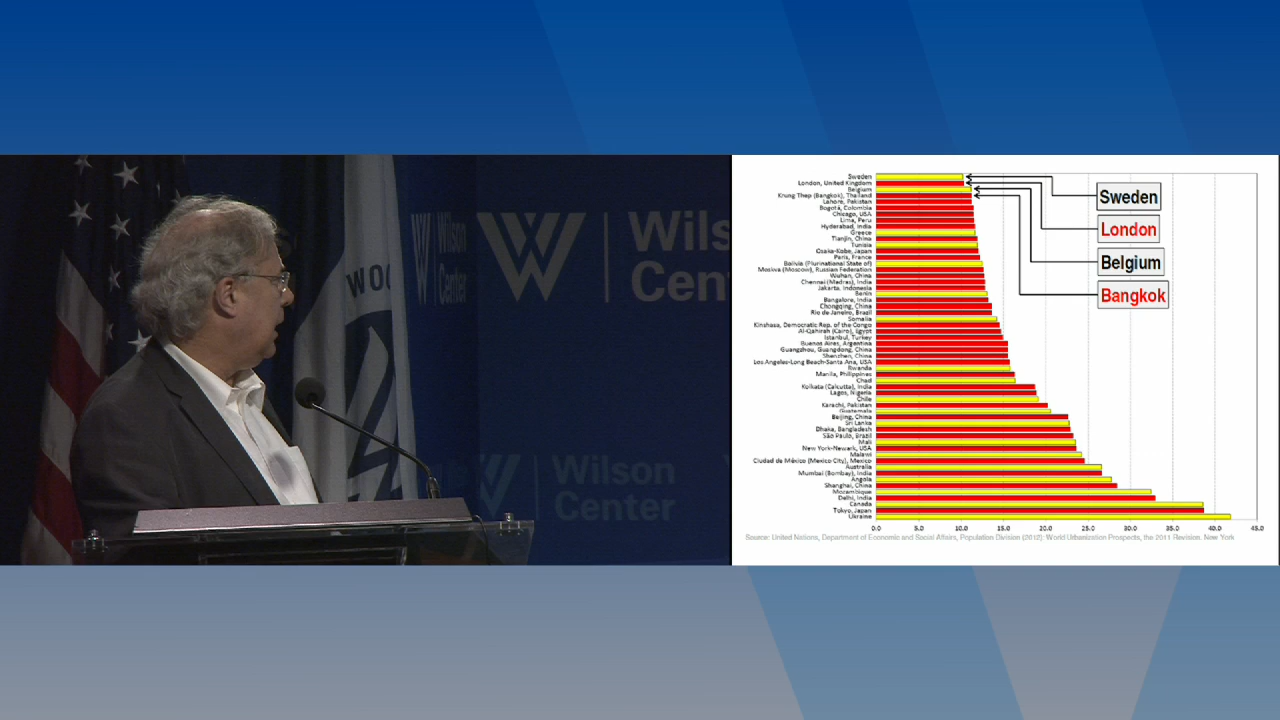 WOO
WW
Wilson
Center
Wils
Cen
Wilson
Center
W
Sweden
London, United Kingdom
Belgium
Krung Thep (Bangkok), Thailand
Lahore, Pakistan
Bogotá, Colombia
Chicago, USA
Lima, Peru
Hyderabad, India
Greece
Tianjin, China
Tunisia
Osaka-Kobe, Japan
Paris, France
Bolivia (Plurinational State of)
Moskva (Moscow), Russian Federation
Wuhan, China
Chennai (Madras), India
Jakarta, Indonesia
Benin
Bangalore, India
Chongqing, China
Rio de Janeiro, Brazil
Somalia
Kinshasa, Democratic Rep. of the Congo
Al-Qahirah (Cairo), Egypt
Istanbul, Turkey
Buenos Aires, Argentina
Guangzhou, Guangdong, China
Shenzhen, China
Los Angeles-Long Beach-Santa Ana, USA
Rwanda
Manila, Philippines
Chad
Kolkata (Calcutta), India
Lagos, Nigeria
Chile
Karachi, Pakistan
Guatemala
Beijing, China
Sri Lanka
Dhaka, Bangladesh
São Paulo, Brazil
Mali
New York-Newark, USA
Malawi
Ciudad de México (Mexico City), Mexico
Australia
Mumbai (Bombay), India
Angola
Shanghai, China
Mozambique
Delhi, India
Canada
Tokyo, Japan
Ukraine
0.0 5.0 10.0 15.0 20.0 25.0 30.0 35.0 40.0 45.0
Sweden
London
Belgium
Bangkok
Source: United Nations, Department of Economic and Social Affairs, Population Division (2012): World Urbanization Prospects, the 2011 Revision. New York